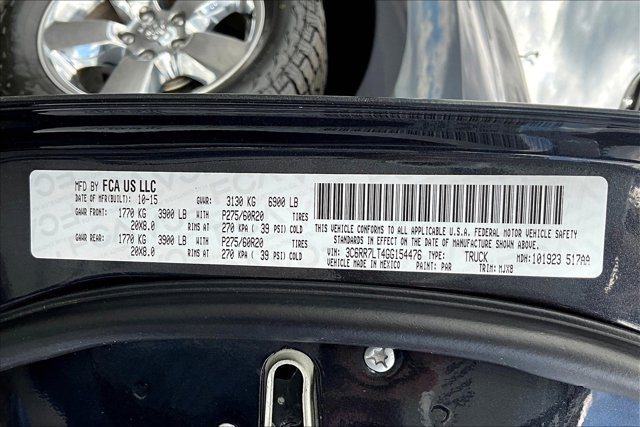 MFD BY FCA US LLC
DATE OF MFR(BUILT): 10-15 GVWR: 3130 KG 6900 LB
GAWR FRONT: 1770 KG 3900 LB WITH P275/60R20 TIRES
20X8.0 RIMS AT 270 KPA ( 39 PSI) COLD
GAWR REAR: 1770 KG 3900 LB WITH P275/60R20 TIRES
20X8.0 RIMS AT 270 KPA ( 39 PSI) COLD
THIS VEHICLE CONFORMS TO ALL APPLICABLE U.S.A. FEDERAL MOTOR VEHICLE SAFETY
STANDARDS IN EFFECT ON THE DATE OF MANUFACTURE SHOWN ABOVE.
VIN: 3C6RR7LT4GG154476 TYPE: TRUCK MDH: 101923 517AA
VEHICLE MADE IN MEXICO PAINT: PAR TRIM: MJX8